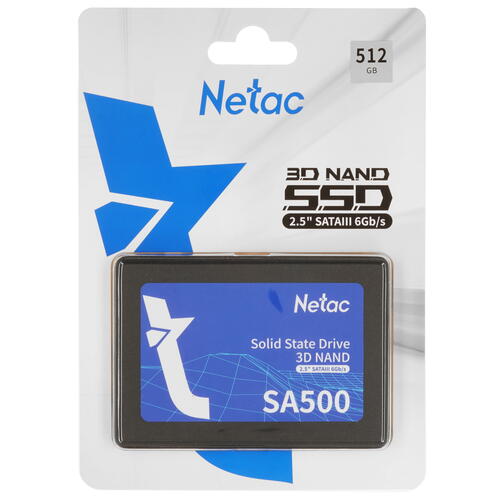 512
GB
Netac
3D NAND
SSD
2.5" SATAIII 6Gb/s
Netac
Solid State Drive
3D NAND
2.5" SATAIII 6Gb/s
SA500